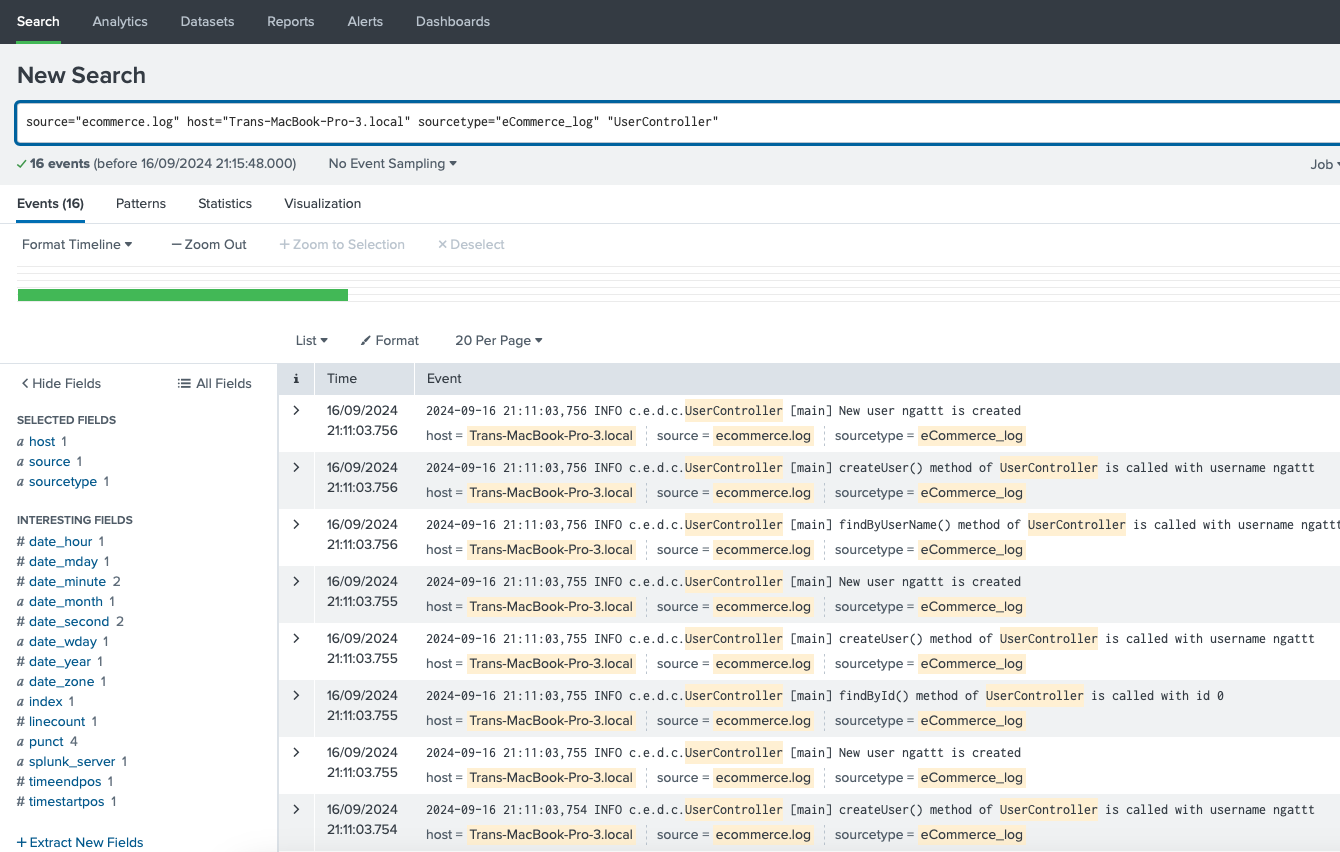 Search Analytics Datasets Reports Alerts Dashboards
New Search
source="ecommerce.log" host="Trans-MacBook-Pro-3.local" sourcetype="eCommerce_log" "UserController"
16 events (before 16/09/2024 21:15:48.000) No Event Sampling Job
Events (16) Patterns Statistics Visualization
Format Timeline — Zoom Out + Zoom to Selection × Deselect
List Format 20 Per Page
Hide Fields All Fields
SELECTED FIELDS
a host 1
a source 1
a sourcetype 1
INTERESTING FIELDS
# date_hour 1
# date_mday 1
# date_minute 2
a date_month 1
# date_second 2
a date_wday 1
# date_year 1
a date_zone 1
a index 1
# linecount 1
a punct 4
a splunk_server 1
# timeendpos 1
# timestartpos 1
+ Extract New Fields
i Time Event
16/09/2024 21:11:03.756 2024-09-16 21:11:03,756 INFO c.e.d.c.UserController [main] New user ngattt is created
host = Trans-MacBook-Pro-3.local source = ecommerce.log sourcetype = eCommerce_log
16/09/2024 21:11:03.756 2024-09-16 21:11:03,756 INFO c.e.d.c.UserController [main] createUser() method of UserController is called with username ngattt
host = Trans-MacBook-Pro-3.local source = ecommerce.log sourcetype = eCommerce_log
16/09/2024 21:11:03.756 2024-09-16 21:11:03,756 INFO c.e.d.c.UserController [main] findByUserName() method of UserController is called with username ngattt
host = Trans-MacBook-Pro-3.local source = ecommerce.log sourcetype = eCommerce_log
16/09/2024 21:11:03.755 2024-09-16 21:11:03,755 INFO c.e.d.c.UserController [main] New user ngattt is created
host = Trans-MacBook-Pro-3.local source = ecommerce.log sourcetype = eCommerce_log
16/09/2024 21:11:03.755 2024-09-16 21:11:03,755 INFO c.e.d.c.UserController [main] createUser() method of UserController is called with username ngattt
host = Trans-MacBook-Pro-3.local source = ecommerce.log sourcetype = eCommerce_log
16/09/2024 21:11:03.755 2024-09-16 21:11:03,755 INFO c.e.d.c.UserController [main] findById() method of UserController is called with id 0
host = Trans-MacBook-Pro-3.local source = ecommerce.log sourcetype = eCommerce_log
16/09/2024 21:11:03.755 2024-09-16 21:11:03,755 INFO c.e.d.c.UserController [main] New user ngattt is created
host = Trans-MacBook-Pro-3.local source = ecommerce.log sourcetype = eCommerce_log
16/09/2024 21:11:03.754 2024-09-16 21:11:03,754 INFO c.e.d.c.UserController [main] createUser() method of UserController is called with username ngattt
host = Trans-MacBook-Pro-3.local source = ecommerce.log sourcetype = eCommerce_log